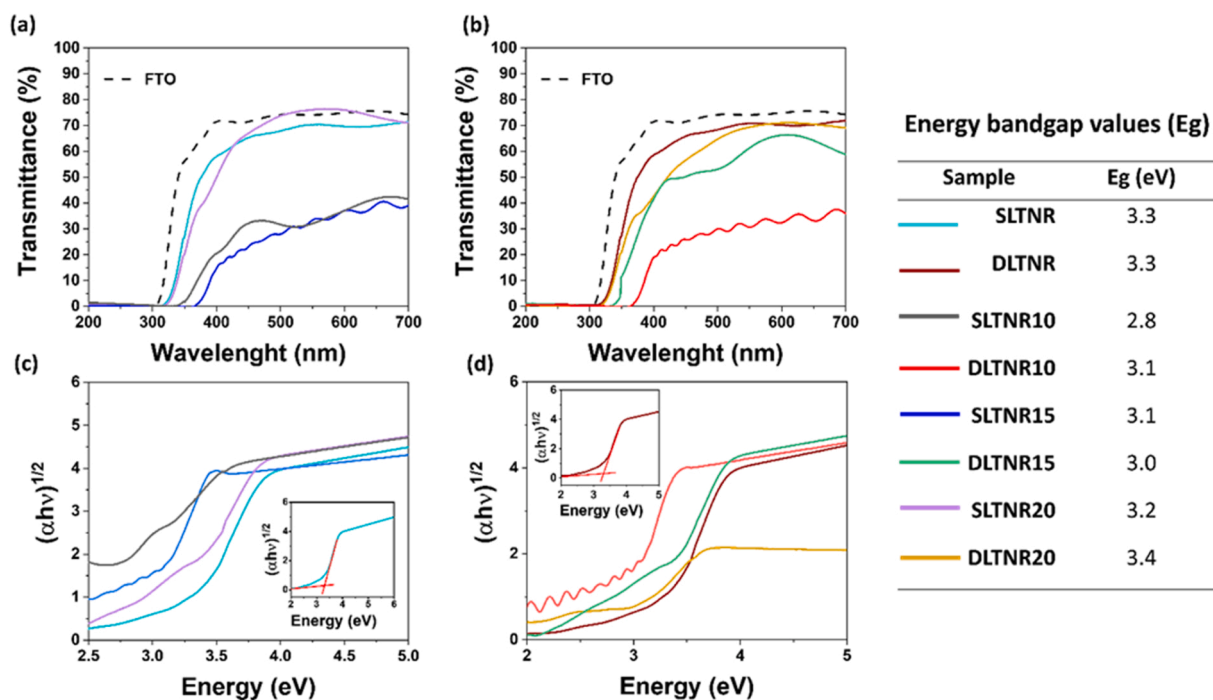 (a)
100
90
80
70
60
50
40
30
20
10
0
Transmittance (%)
FTO
200 300 400 500 600 700
Wavelenght (nm)
(b)
100
90
80
70
60
50
40
30
20
10
0
Transmittance (%)
FTO
200 300 400 500 600 700
Wavelenght (nm)
(c)
6
5
4
3
2
1
0
(αhν)1/2
2.5 3.0 3.5 4.0 4.5 5.0
Energy (eV)
6
4
2
0
(αhν)1/2
2 3 4 5 6
Energy (eV)
(d)
6
4
2
0
(αhν)1/2
2 3 4 5
Energy (eV)
6
4
2
0
(αhν)1/2
2 3 4 5
Energy (eV)
Energy bandgap values (Eg)
Sample Eg (eV)
SLTNR 3.3
DLTNR 3.3
SLTNR10 2.8
DLTNR10 3.1
SLTNR15 3.1
DLTNR15 3.0
SLTNR20 3.2
DLTNR20 3.4